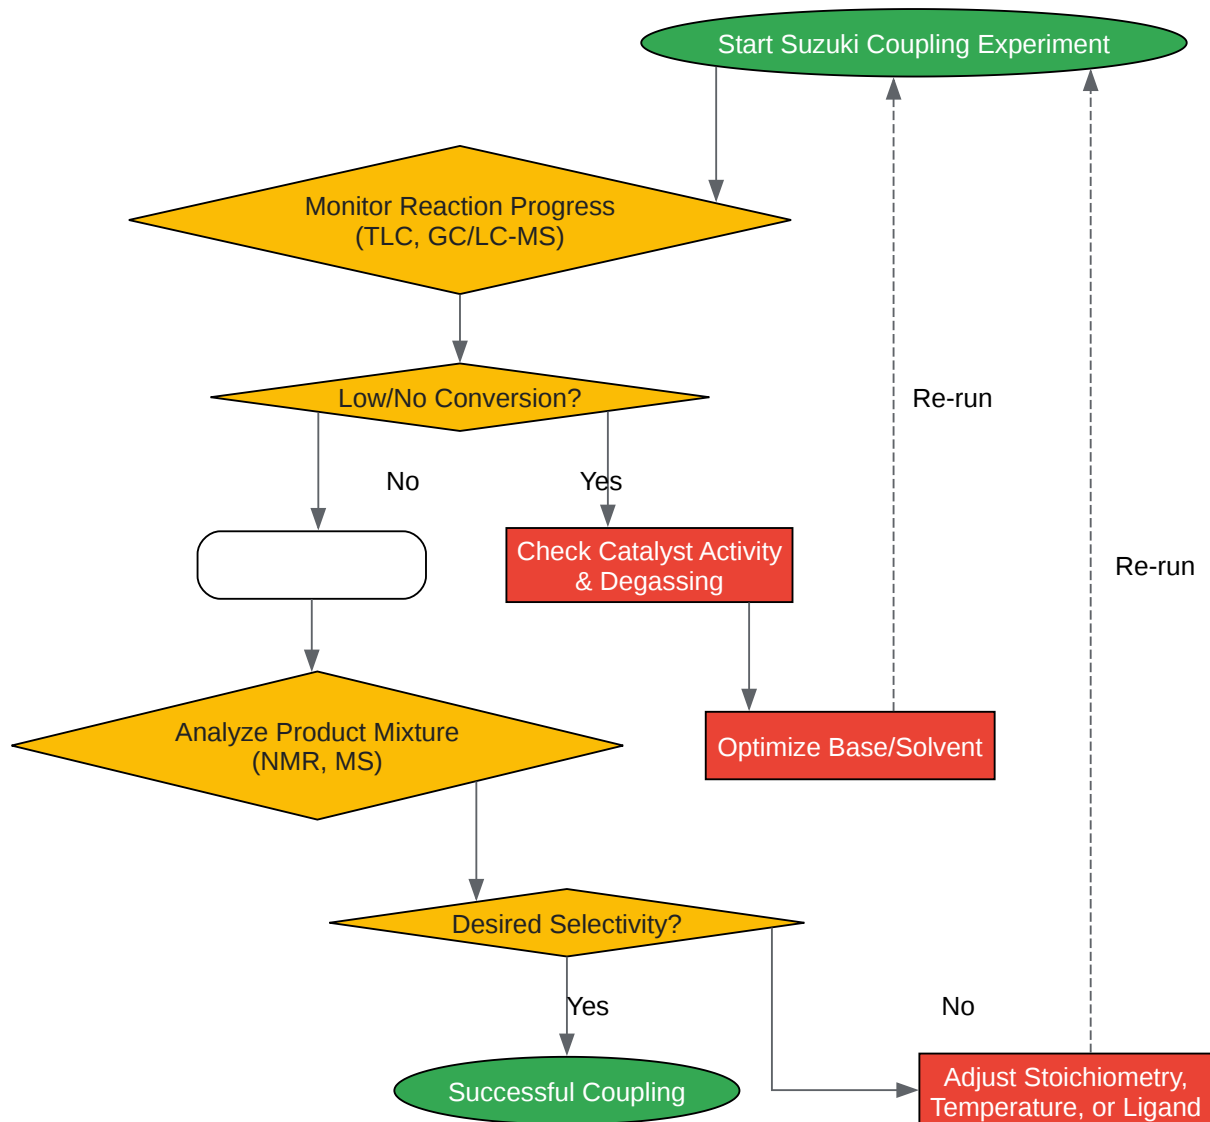 Start Suzuki Coupling Experiment
Monitor Reaction Progress
(TLC, GC/LC-MS)
Low/No Conversion?
Re-run
No
Yes
Check Catalyst Activity
& Degassing
Re-run
Analyze Product Mixture
(NMR, MS)
Optimize Base/Solvent
Desired Selectivity?
Yes
No
Successful Coupling
Adjust Stoichiometry,
Temperature, or Ligand